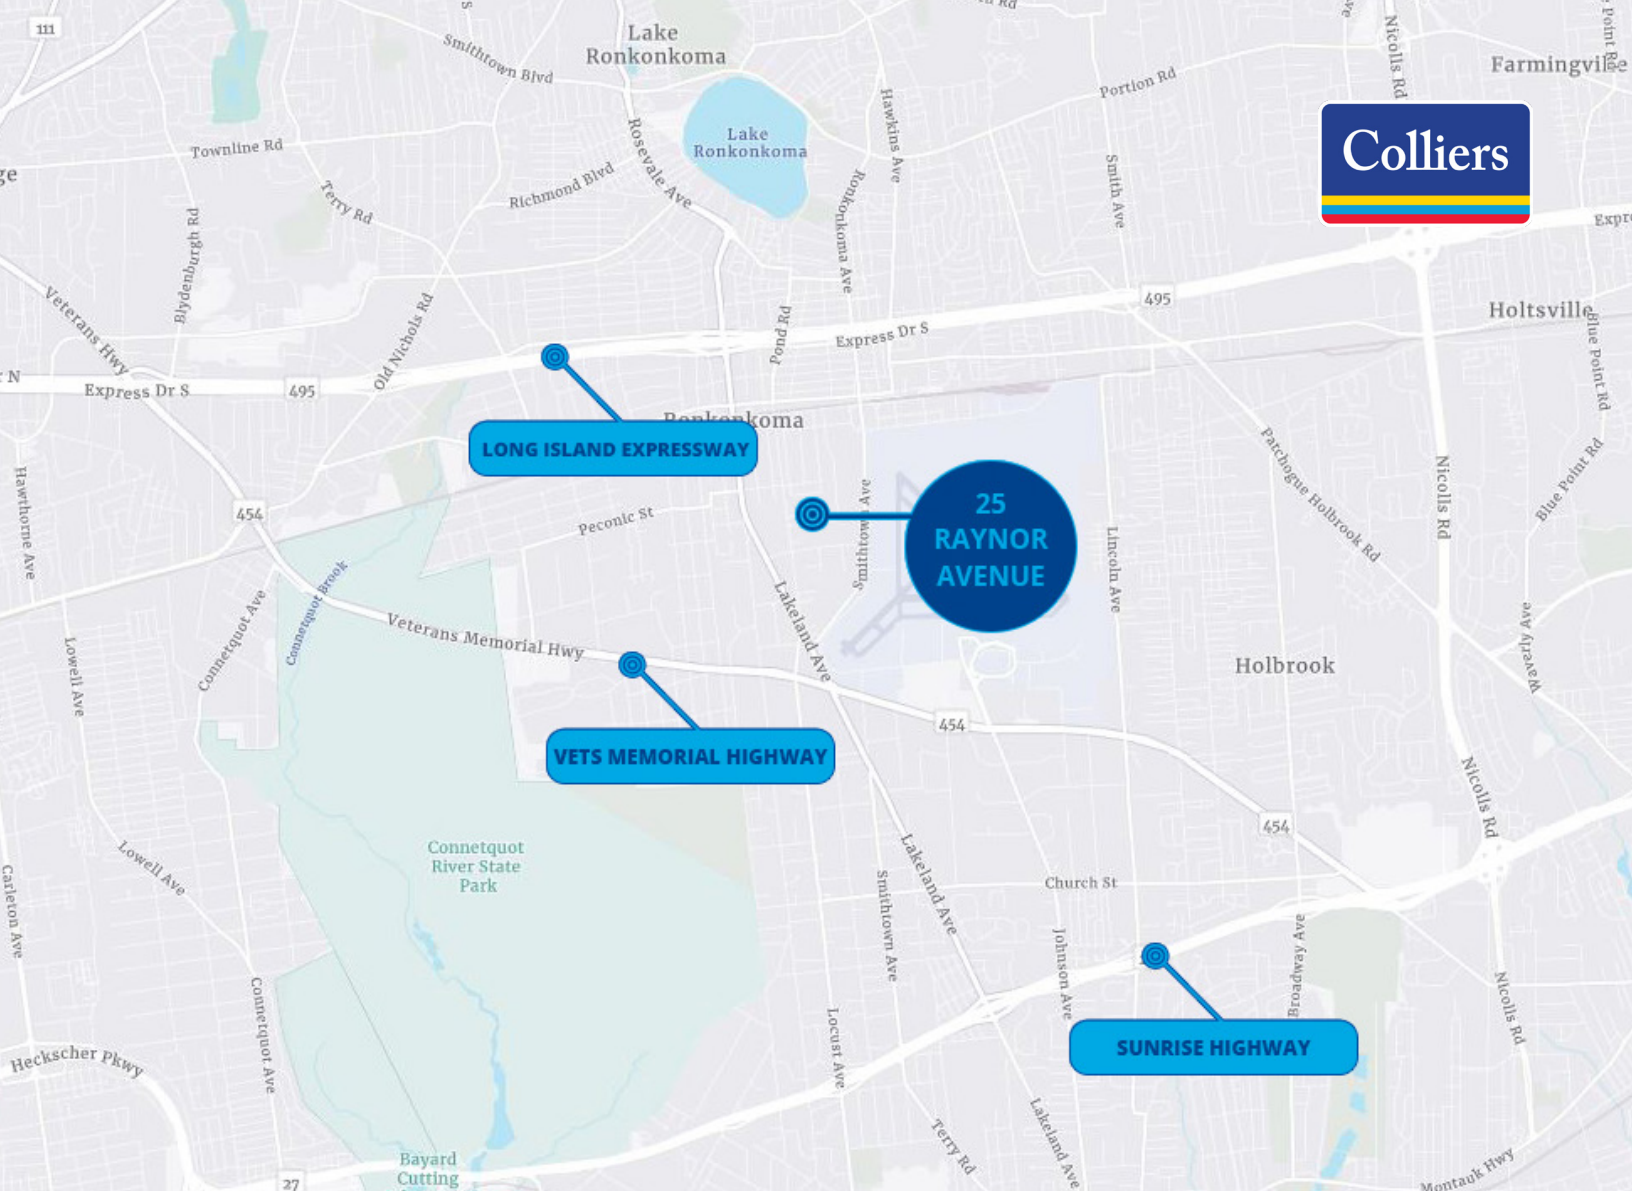 111
Smithtown Blvd
Lake
Ronkonkoma
Portion Rd
Nicolls Rd
Farmingville
Point Rd
Colliers
Townline Rd
Lake
Ronkonkoma
Rosevale Ave
Hawkins Ave
Smith Ave
Richmond Blvd
Terry Rd
Ronkonkoma Ave
Blydenburgh Rd
Veterans Hwy
Old Nichols Rd
495
Holtsville
Pond Rd
Express Dr S
Blue Point Rd
N
Express Dr S
495
Ronkonkoma
LONG ISLAND EXPRESSWAY
Patchogue Holbrook Rd
Nicolls Rd
Blue Point Rd
Hawthorne Ave
454
Peconic St
Smithtown Ave
25
RAYNOR
AVENUE
Lincoln Ave
Connetquot Brook
Connetquot Ave
Veterans Memorial Hwy
Lakeland Ave
Lowell Ave
Holbrook
Waverly Ave
454
VETS MEMORIAL HIGHWAY
Nicolls Rd
454
Connetquot
River State
Park
Lowell Ave
Lakeland Ave
Church St
Carleton Ave
Smithtown Ave
Johnson Ave
Broadway Ave
Connetquot Ave
Locust Ave
Nicolls Rd
SUNRISE HIGHWAY
Heckscher Pkwy
Lakeland Ave
Terry Rd
Bayard
Cutting
27
Montauk Hwy